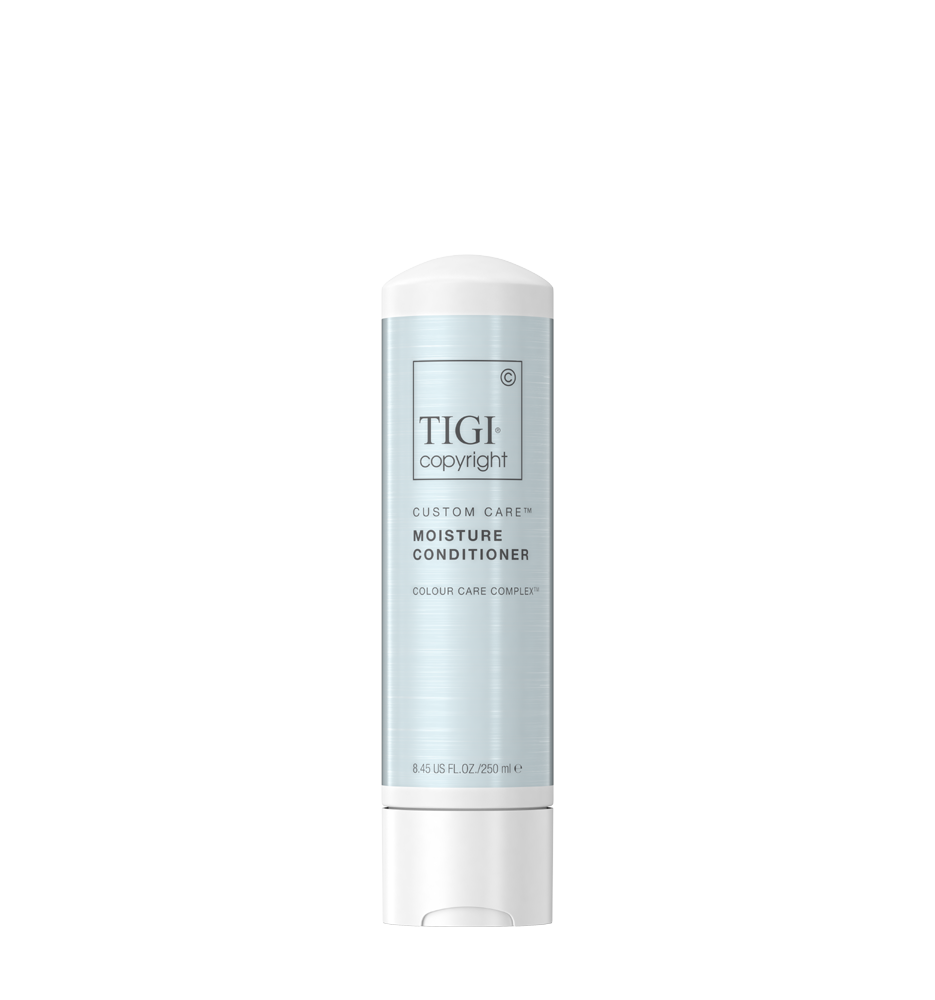 ©
TIGI®
copyright
CUSTOM CARE™
MOISTURE
CONDITIONER
COLOUR CARE COMPLEX™
8.45 US FL.OZ./250 ml ℮